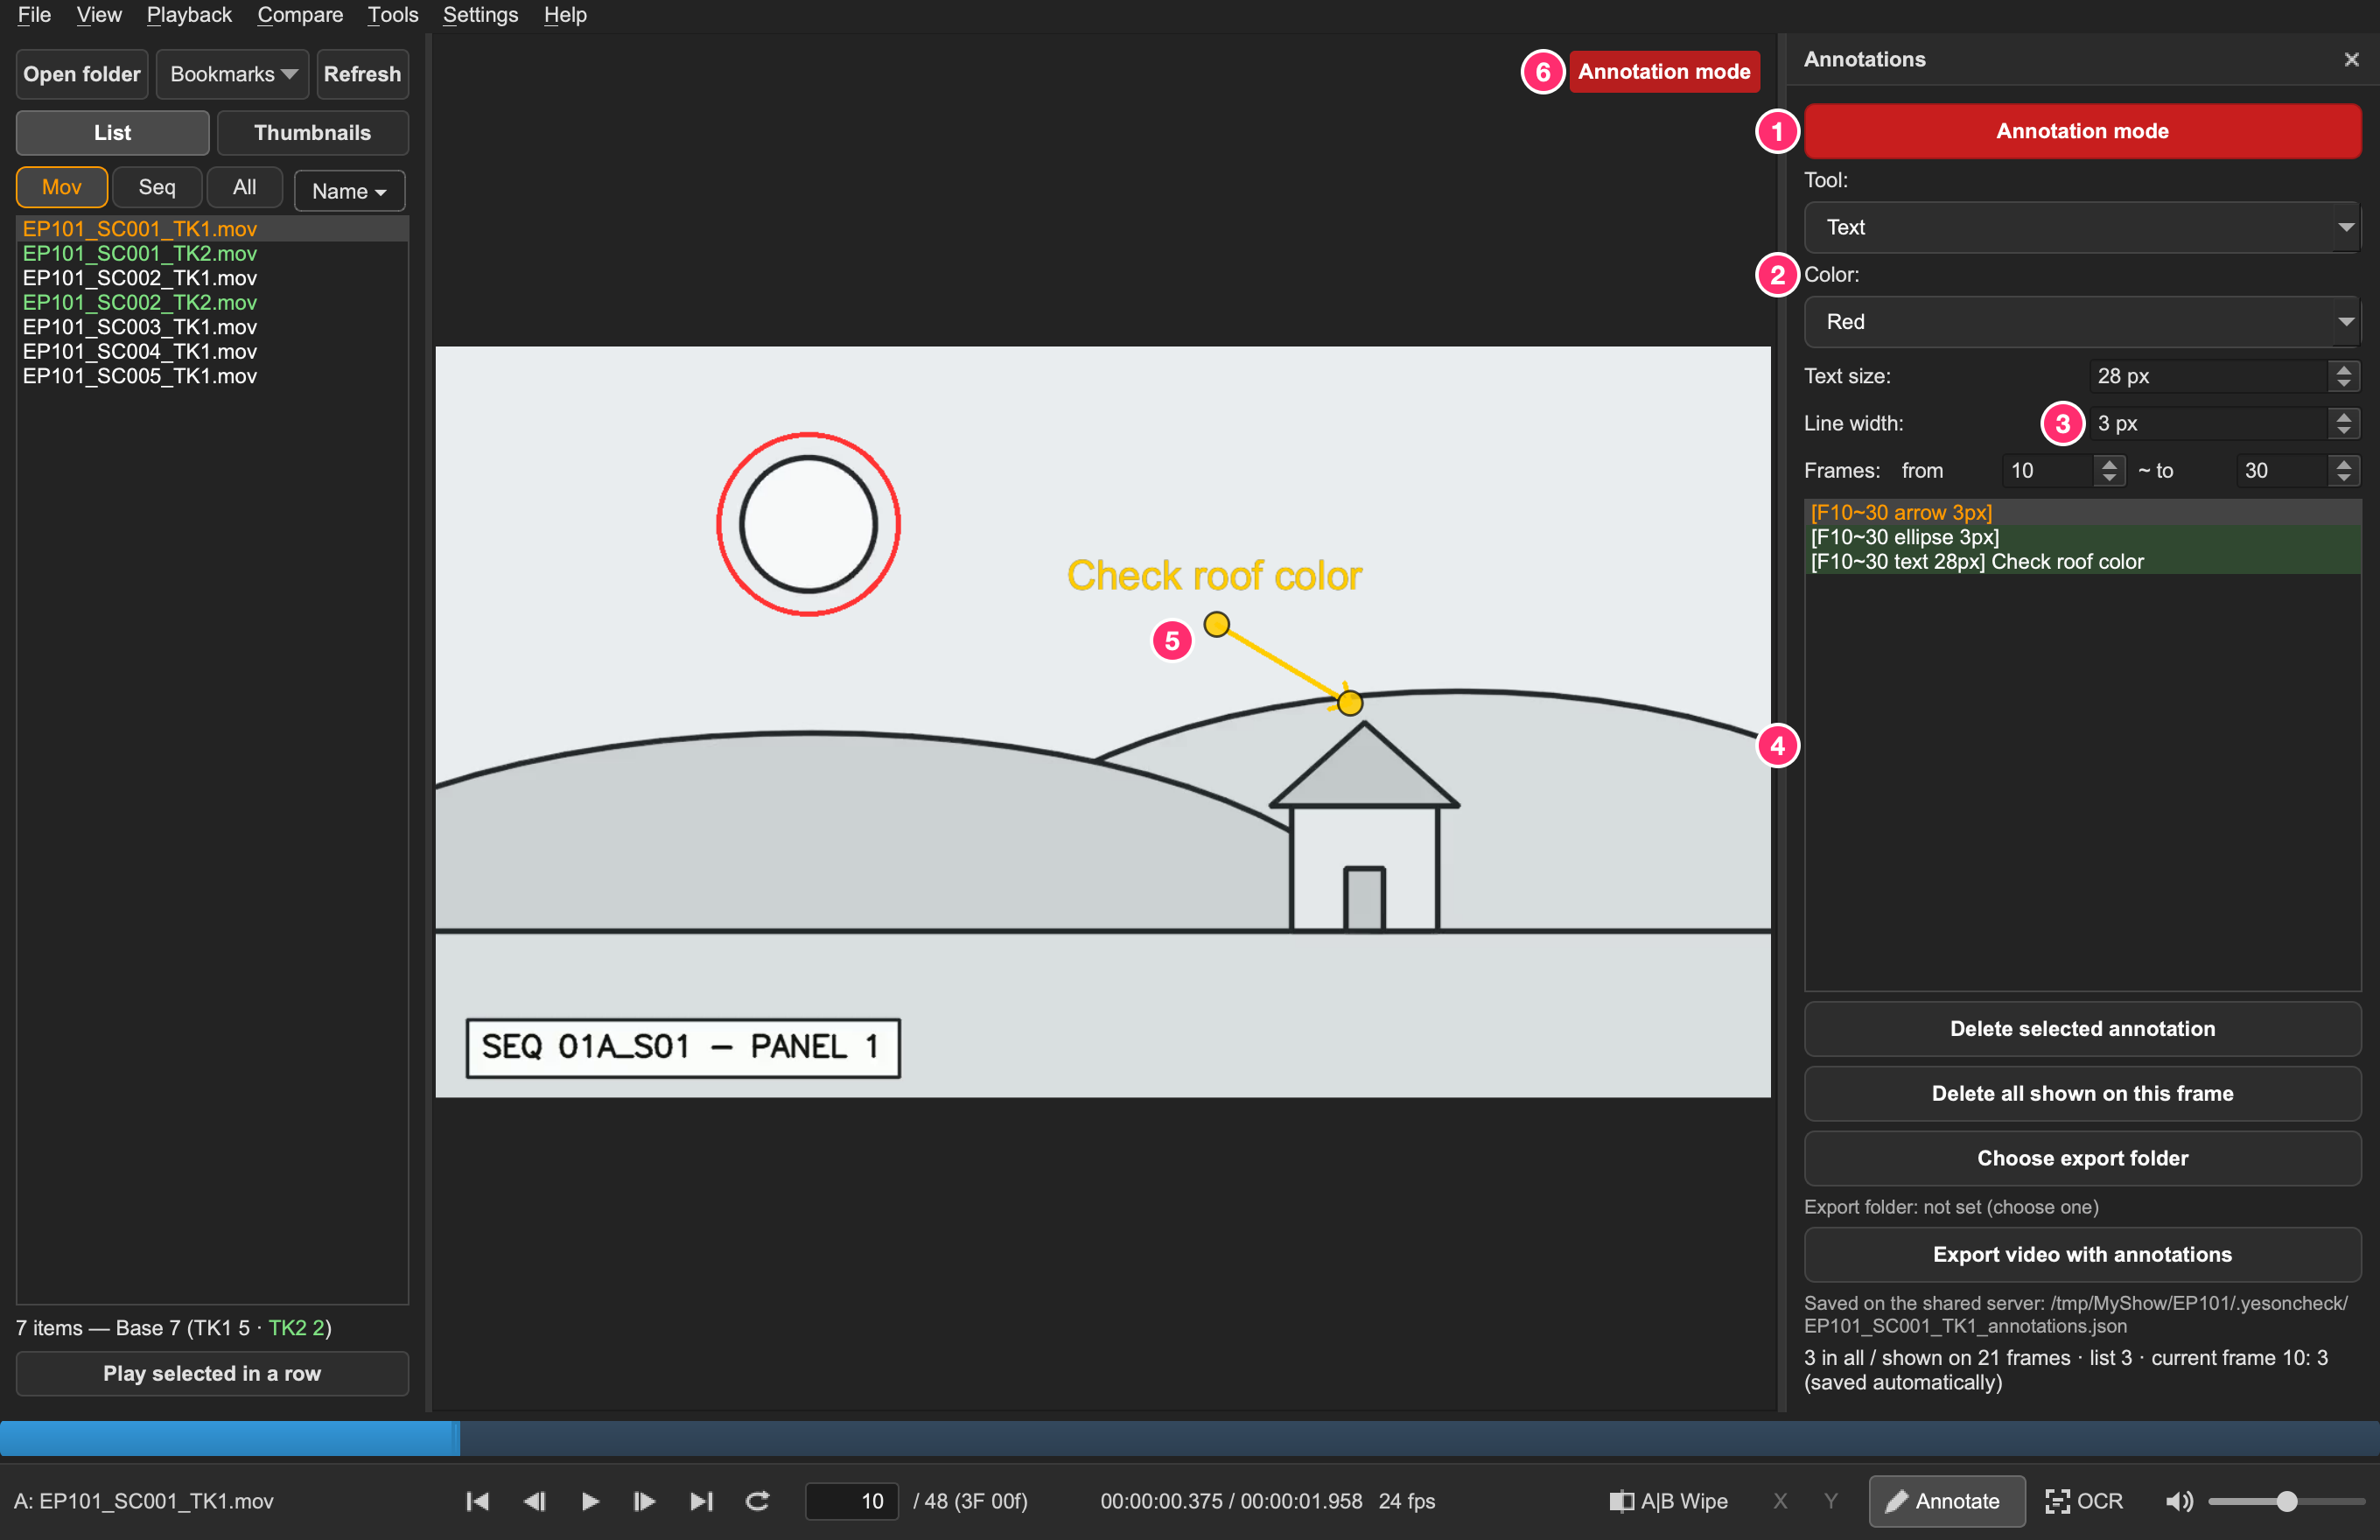 File View Playback Compare Tools Settings Help
Open folder Bookmarks Refresh
List Thumbnails
Mov Seq All Name
EP101_SC001_TK1.mov
EP101_SC001_TK2.mov
EP101_SC002_TK1.mov
EP101_SC002_TK2.mov
EP101_SC003_TK1.mov
EP101_SC004_TK1.mov
EP101_SC005_TK1.mov
7 items — Base 7 (TK1 5 · TK2 2)
Play selected in a row
6 Annotation mode
Check roof color
5
4
SEQ 01A_S01 – PANEL 1
Annotations
1 Annotation mode
Tool:
Text
2 Color:
Red
Text size: 28 px
Line width: 3 3 px
Frames: from 10 ~ to 30
[F10~30 arrow 3px]
[F10~30 ellipse 3px]
[F10~30 text 28px] Check roof color
Delete selected annotation
Delete all shown on this frame
Choose export folder
Export folder: not set (choose one)
Export video with annotations
Saved on the shared server: /tmp/MyShow/EP101/.yesoncheck/
EP101_SC001_TK1_annotations.json
3 in all / shown on 21 frames · list 3 · current frame 10: 3
(saved automatically)
A: EP101_SC001_TK1.mov 10 / 48 (3F 00f) 00:00:00.375 / 00:00:01.958 24 fps A|B Wipe X Y Annotate OCR